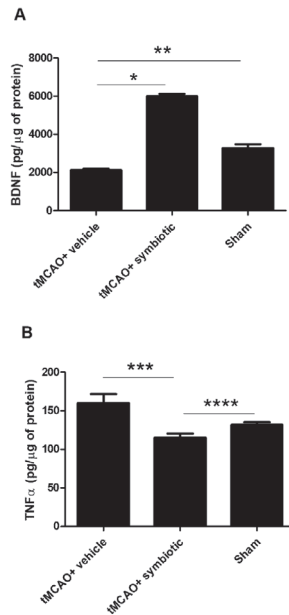 A
**
*
BDNF (pg/µg of protein)
8000
6000
4000
2000
0
tMCAO+ vehicle
tMCAO+ symbiotic
Sham
B
***
****
TNFα (pg/µg of protein)
200
150
100
50
0
tMCAO+ vehicle
tMCAO+ symbiotic
Sham